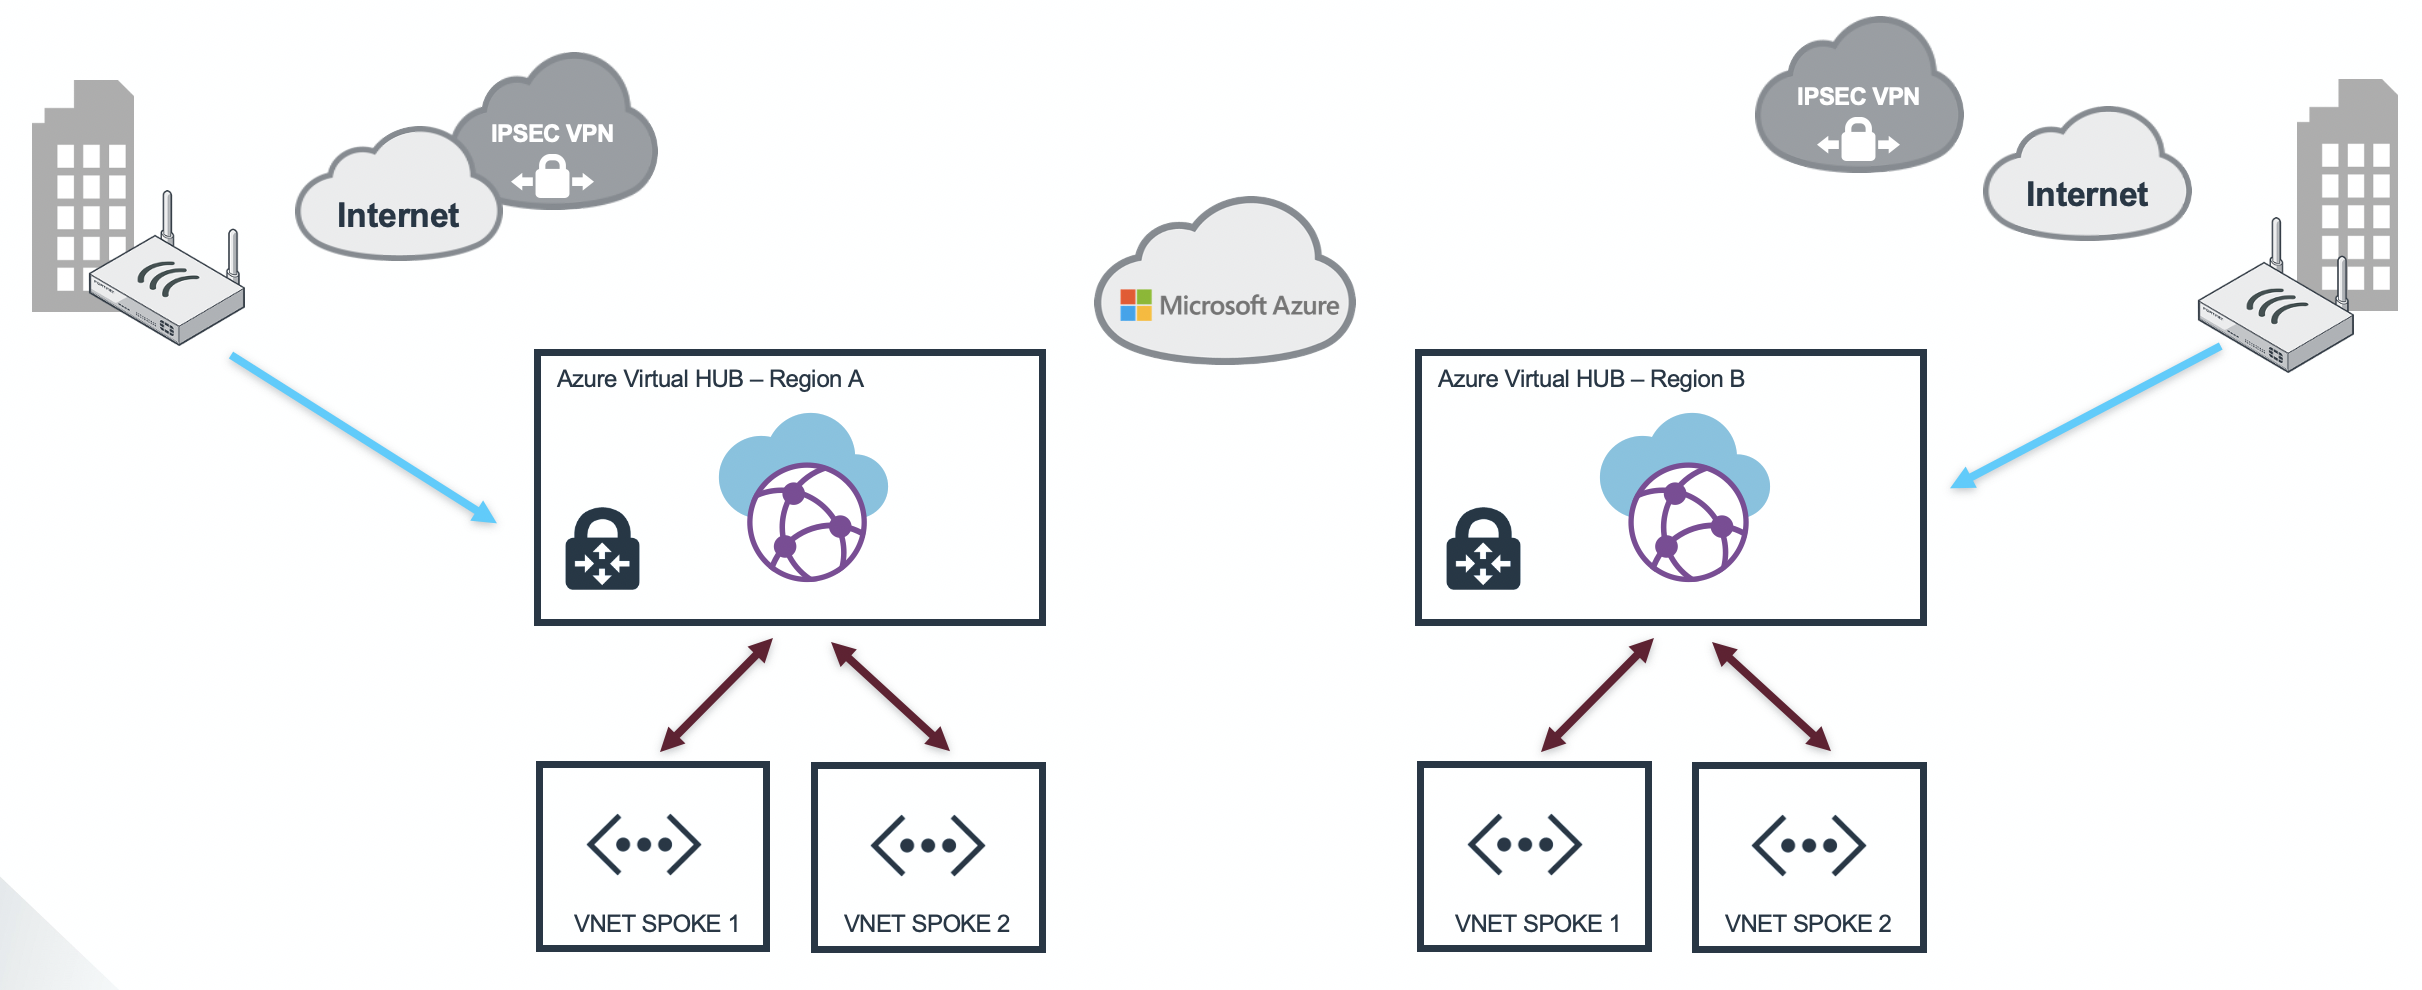 IPSEC VPN
Internet
IPSEC VPN
Internet
Microsoft Azure
Azure Virtual HUB – Region A
Azure Virtual HUB – Region B
VNET SPOKE 1
VNET SPOKE 2
VNET SPOKE 1
VNET SPOKE 2